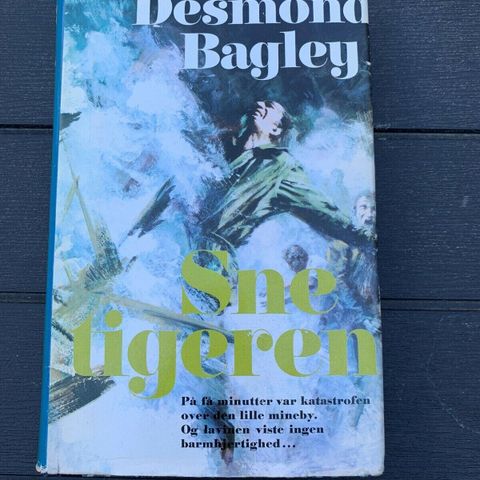 Desmond
Bagley
Sne
tigeren
På få minutter var katastrofen
over den lille mineby.
Og lavinen viste ingen
barmhjertighed...